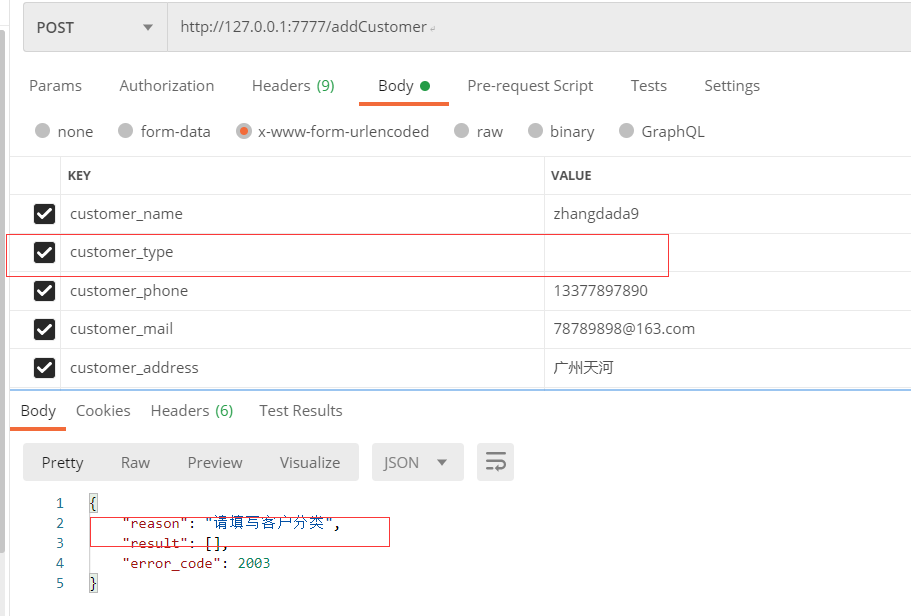 POST http://127.0.0.1:7777/addCustomer
Params Authorization Headers (9) Body Pre-request Script Tests Settings
none form-data x-www-form-urlencoded raw binary GraphQL
KEY VALUE
customer_name zhangdada9
customer_type
customer_phone 13377897890
customer_mail 78789898@163.com
customer_address 广州天河
Body Cookies Headers (6) Test Results
Pretty Raw Preview Visualize JSON
1 {
2 "reason": "请填写客户分类",
3 "result": [],
4 "error_code": 2003
5 }